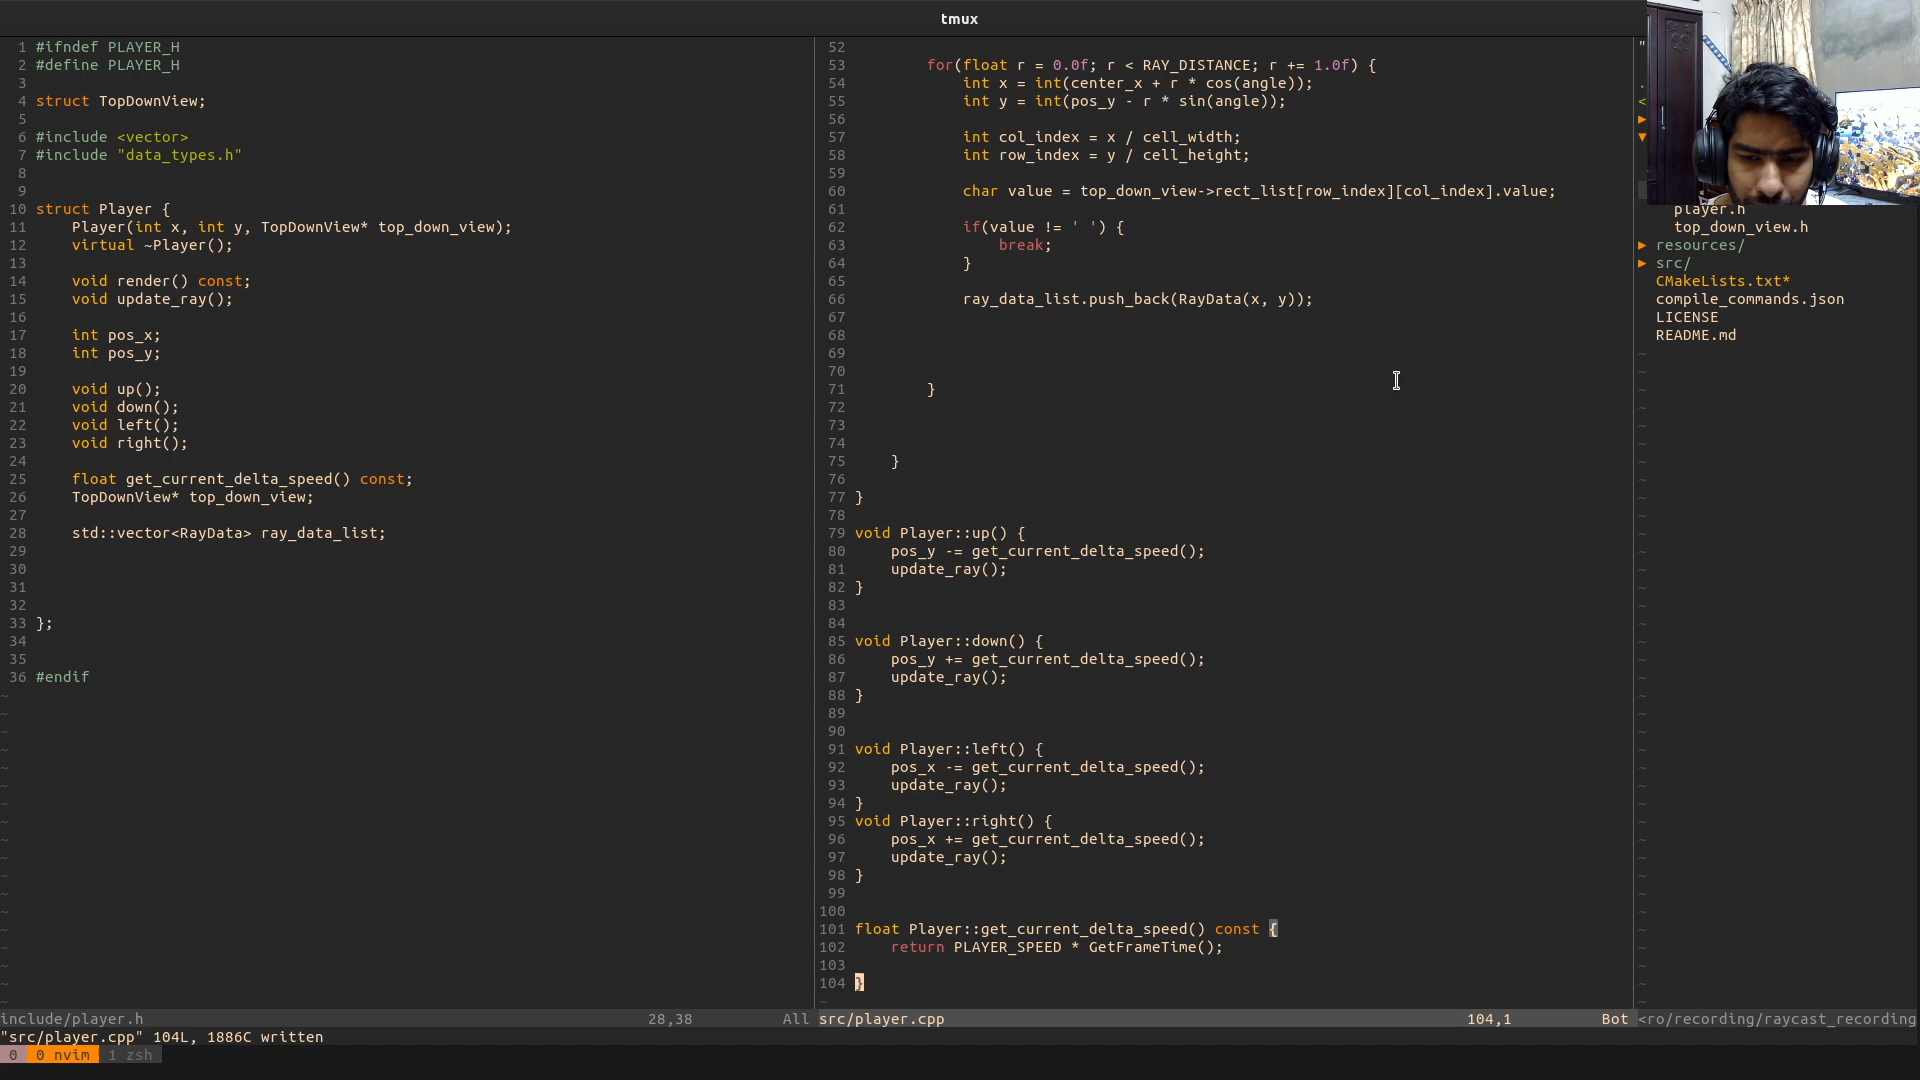 tmux
1 #ifndef PLAYER_H
2 #define PLAYER_H
3
4 struct TopDownView;
5
6 #include <vector>
7 #include "data_types.h"
8
9
10 struct Player {
11     Player(int x, int y, TopDownView* top_down_view);
12     virtual ~Player();
13
14     void render() const;
15     void update_ray();
16
17     int pos_x;
18     int pos_y;
19
20     void up();
21     void down();
22     void left();
23     void right();
24
25     float get_current_delta_speed() const;
26     TopDownView* top_down_view;
27
28     std::vector<RayData> ray_data_list;
29
30
31
32
33 };
34
35
36 #endif
include/player.h 28,38 All
52
53         for(float r = 0.0f; r < RAY_DISTANCE; r += 1.0f) {
54             int x = int(center_x + r * cos(angle));
55             int y = int(pos_y - r * sin(angle));
56
57             int col_index = x / cell_width;
58             int row_index = y / cell_height;
59
60             char value = top_down_view->rect_list[row_index][col_index].value;
61
62             if(value != ' ') {
63                 break;
64             }
65
66             ray_data_list.push_back(RayData(x, y));
67
68
69
70
71         }
72
73
74
75     }
76
77 }
78
79 void Player::up() {
80     pos_y -= get_current_delta_speed();
81     update_ray();
82 }
83
84
85 void Player::down() {
86     pos_y += get_current_delta_speed();
87     update_ray();
88 }
89
90
91 void Player::left() {
92     pos_x -= get_current_delta_speed();
93     update_ray();
94 }
95 void Player::right() {
96     pos_x += get_current_delta_speed();
97     update_ray();
98 }
99
100
101 float Player::get_current_delta_speed() const {
102     return PLAYER_SPEED * GetFrameTime();
103
104 }
src/player.cpp 104,1 Bot
"
.
<
player.h
top_down_view.h
resources/
src/
CMakeLists.txt*
compile_commands.json
LICENSE
README.md
<ro/recording/raycast_recording
"src/player.cpp" 104L, 1886C written
0 0 nvim 1 zsh